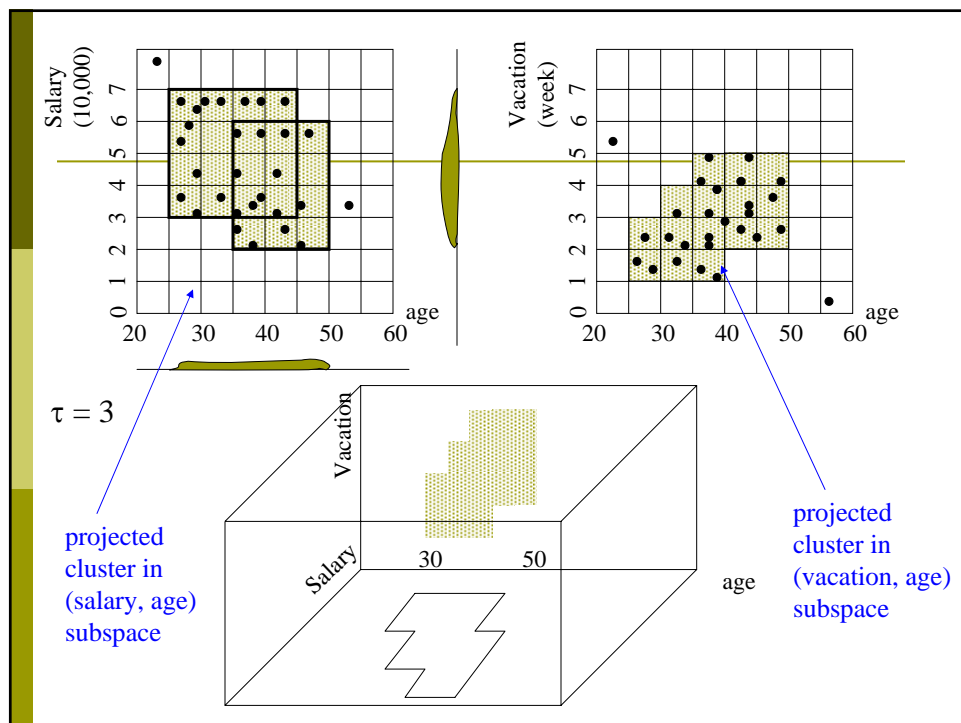 Salary
(10,000)
7
6
5
4
3
2
1
0
20
30
40
50
60
age
Vacation
(week)
7
6
5
4
3
2
1
0
20
30
40
50
60
age
τ = 3
Vacation
Salary
30
50
age
projected
cluster in
(salary, age)
subspace
projected
cluster in
(vacation, age)
subspace